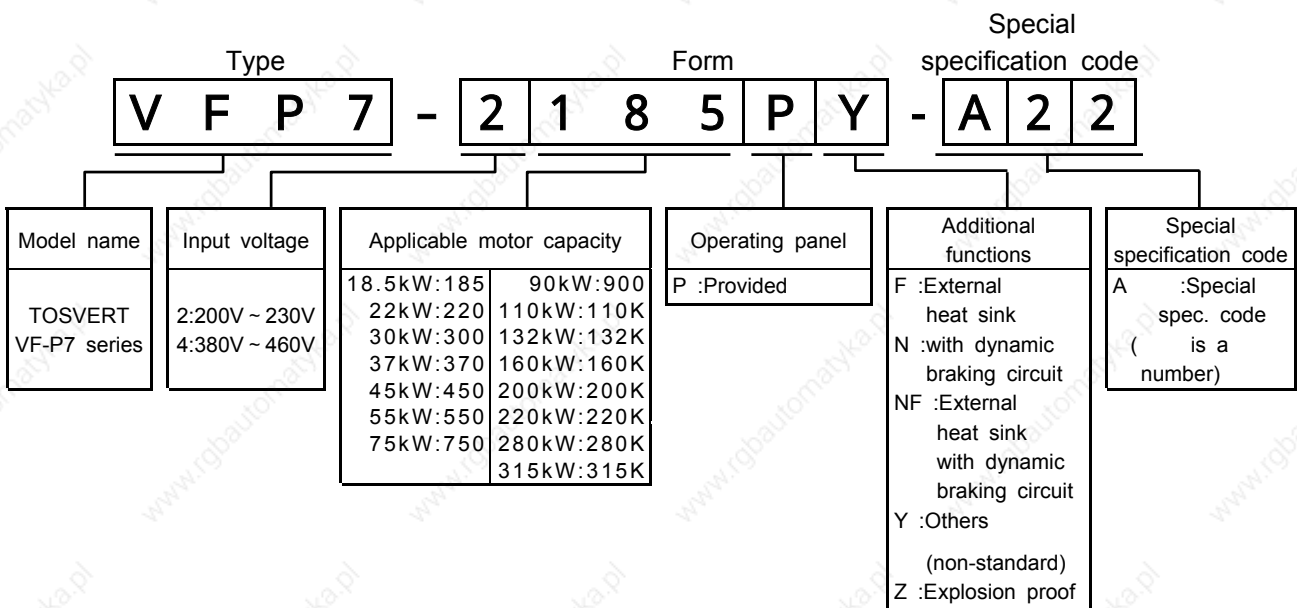 Special
Type Form specification code
V F P 7 - 2 1 8 5 P Y - A 2 2
Model name
TOSVERT
VF-P7 series
Input voltage
2:200V ~ 230V
4:380V ~ 460V
Applicable motor capacity
18.5kW:185 90kW:900
22kW:220 110kW:110K
30kW:300 132kW:132K
37kW:370 160kW:160K
45kW:450 200kW:200K
55kW:550 220kW:220K
75kW:750 280kW:280K
315kW:315K
Operating panel
P :Provided
Additional
functions
F :External
heat sink
N :with dynamic
braking circuit
NF :External
heat sink
with dynamic
braking circuit
Y :Others
(non-standard)
Z :Explosion proof
Special
specification code
A :Special
spec. code
( is a
number)
www.rgbautomatyka.pl